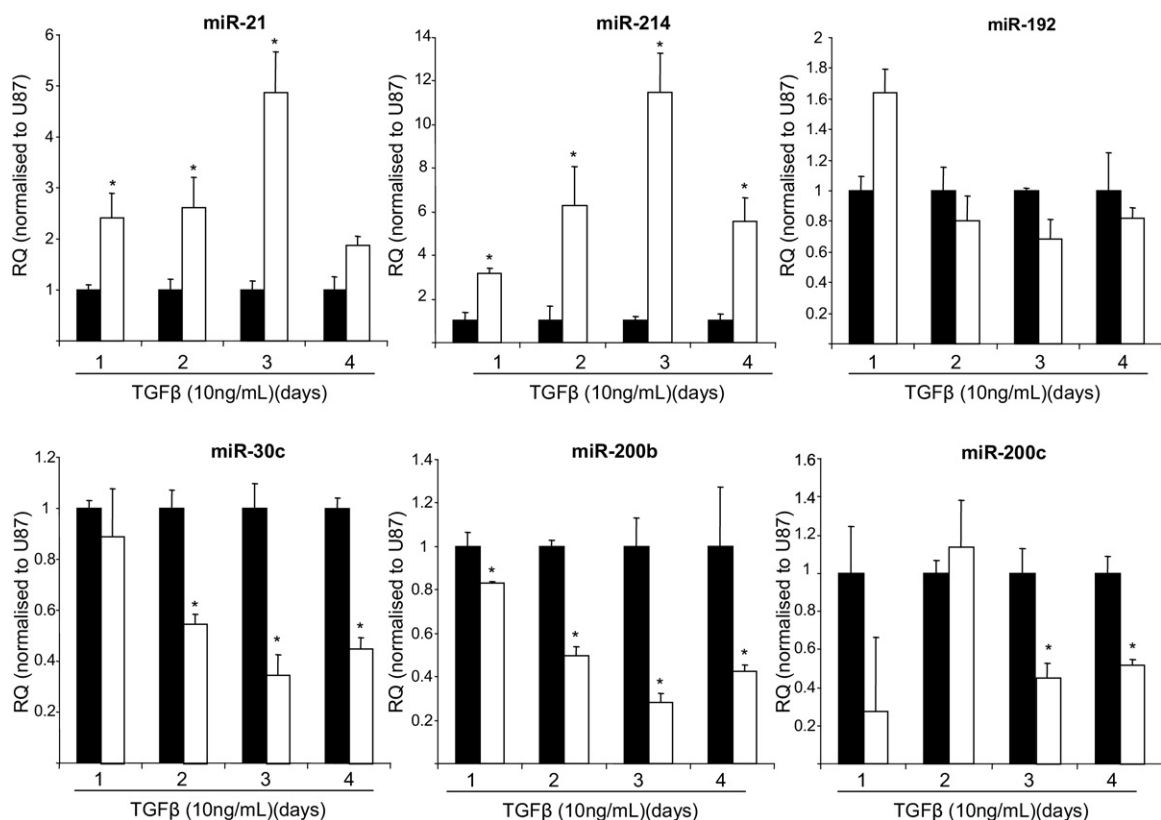 miR-21
RQ (normalised to U87)
6
5
4
3
2
1
*
*
*
1 2 3 4
TGFβ (10ng/mL)(days)
miR-214
RQ (normalised to U87)
14
12
10
8
6
4
2
*
*
*
*
1 2 3 4
TGFβ (10ng/mL)(days)
miR-192
RQ (normalised to U87)
2
1.8
1.6
1.4
1.2
1
0.8
0.6
0.4
0.2
1 2 3 4
TGFβ (10ng/mL)(days)
miR-30c
RQ (normalised to U87)
1.2
1
0.8
0.6
0.4
0.2
*
*
*
1 2 3 4
TGFβ (10ng/mL)(days)
miR-200b
RQ (normalised to U87)
1.4
1.2
1
0.8
0.6
0.4
0.2
*
*
*
*
1 2 3 4
TGFβ (10ng/mL)(days)
miR-200c
RQ (normalised to U87)
1.6
1.4
1.2
1
0.8
0.6
0.4
0.2
*
*
1 2 3 4
TGFβ (10ng/mL)(days)